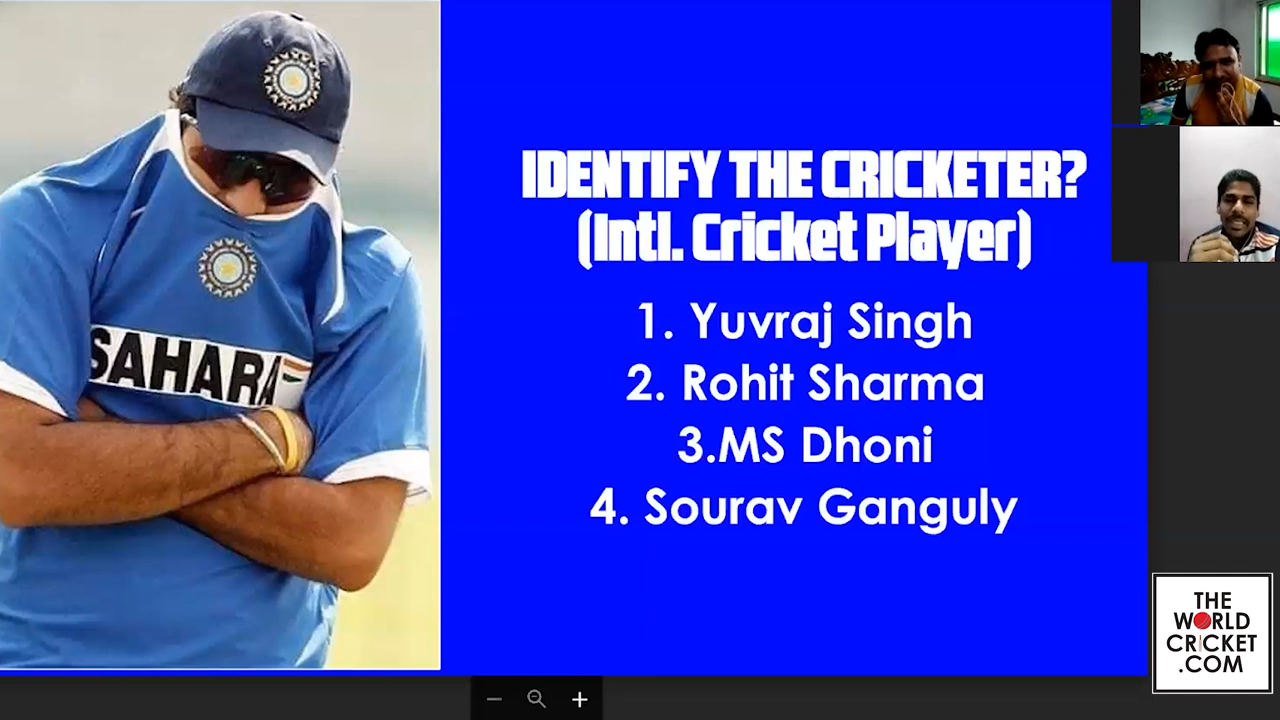 SAHARA
IDENTIFY THE CRICKETER?
(Intl. Cricket Player)
1. Yuvraj Singh
2. Rohit Sharma
3.MS Dhoni
4. Sourav Ganguly
THE
WORLD
CRICKET
.COM